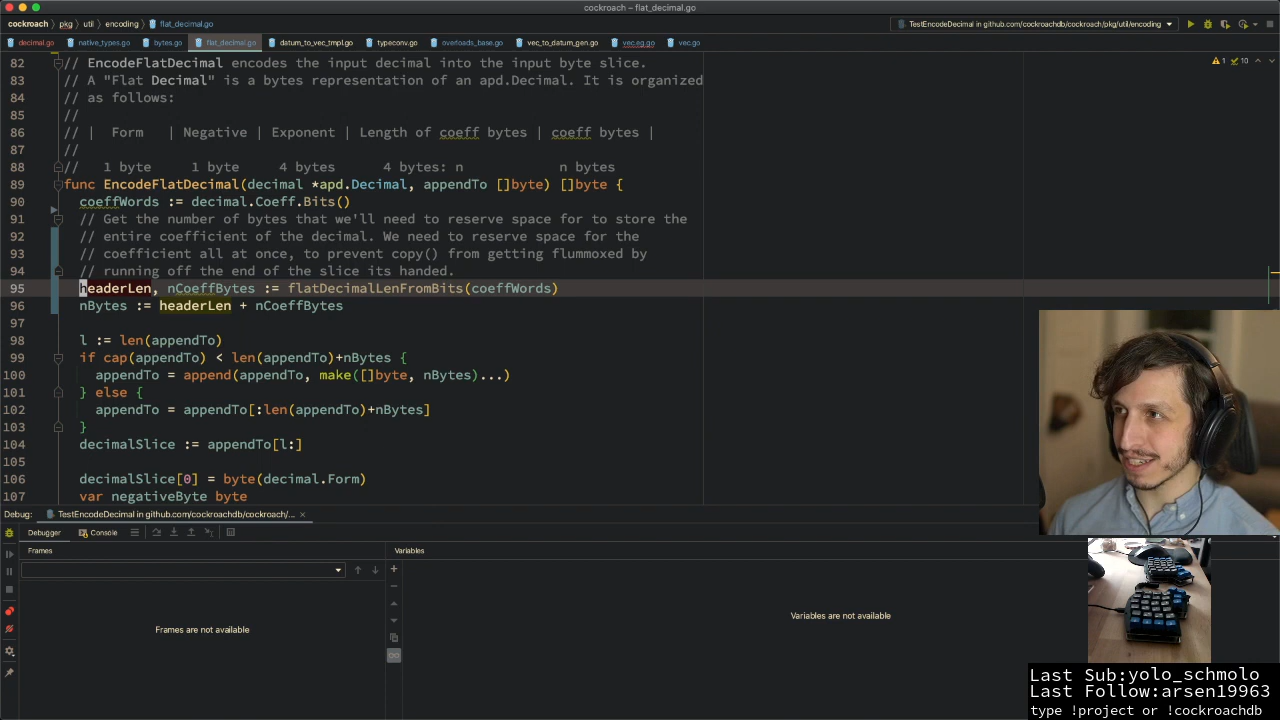 cockroach – flat_decimal.go
cockroach › pkg › util › encoding › flat_decimal.go
TestEncodeDecimal in github.com/cockroachdb/cockroach/pkg/util/encoding
decimal.go native_types.go bytes.go flat_decimal.go datum_to_vec_tmpl.go typeconv.go overloads_base.go vec_to_datum_gen.go vec.eg.go vec.go
1 10
82 // EncodeFlatDecimal encodes the input decimal into the input byte slice.
83 // A "Flat Decimal" is a bytes representation of an apd.Decimal. It is organized
84 // as follows:
85 //
86 // | Form | Negative | Exponent | Length of coeff bytes | coeff bytes |
87 //
88 // 1 byte 1 byte 4 bytes 4 bytes: n n bytes
89 func EncodeFlatDecimal(decimal *apd.Decimal, appendTo []byte) []byte {
90 coeffWords := decimal.Coeff.Bits()
91 // Get the number of bytes that we'll need to reserve space for to store the
92 // entire coefficient of the decimal. We need to reserve space for the
93 // coefficient all at once, to prevent copy() from getting flummoxed by
94 // running off the end of the slice its handed.
95 headerLen, nCoeffBytes := flatDecimalLenFromBits(coeffWords)
96 nBytes := headerLen + nCoeffBytes
97
98 l := len(appendTo)
99 if cap(appendTo) < len(appendTo)+nBytes {
100 appendTo = append(appendTo, make([]byte, nBytes)...)
101 } else {
102 appendTo = appendTo[:len(appendTo)+nBytes]
103 }
104 decimalSlice := appendTo[l:]
105
106 decimalSlice[0] = byte(decimal.Form)
107 var negativeByte byte
Debug: TestEncodeDecimal in github.com/cockroachdb/cockroach/...
Debugger Console
Frames
Variables
Frames are not available
Variables are not available
Last Sub:yolo_schmolo
Last Follow:arsen19963
type !project or !cockroachdb